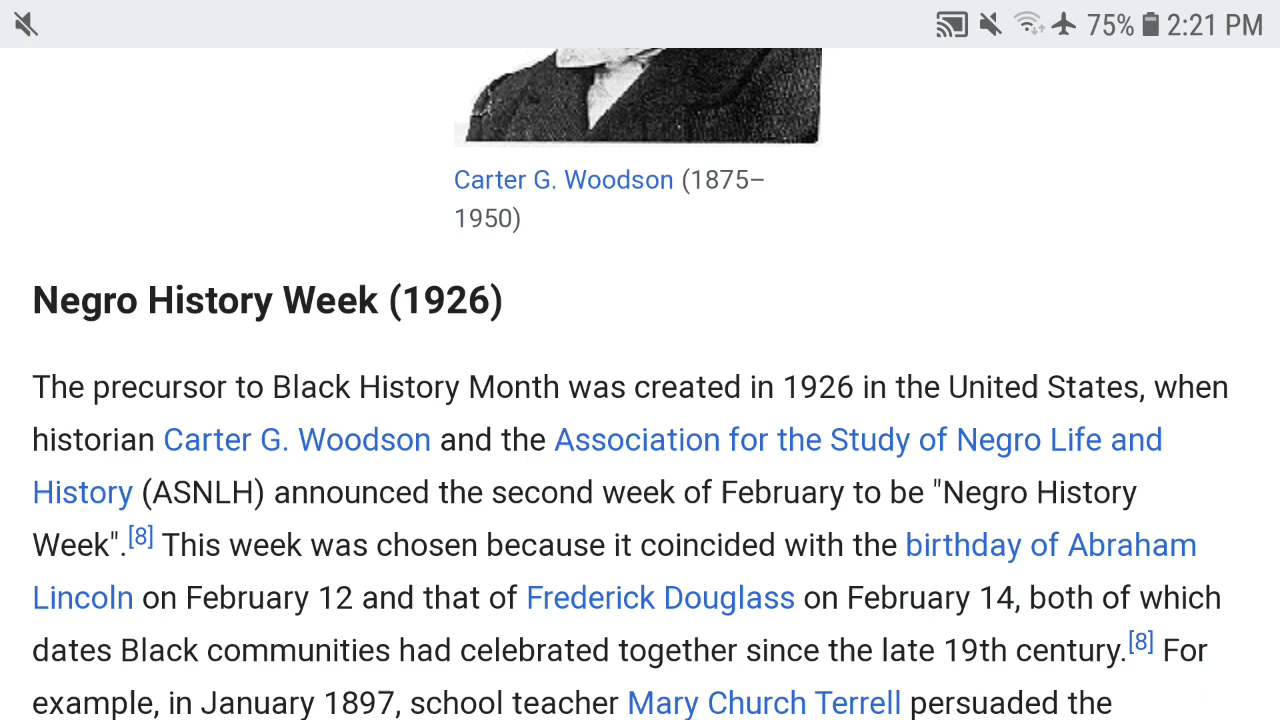 75% 2:21 PM
Carter G. Woodson (1875–
1950)
Negro History Week (1926)
The precursor to Black History Month was created in 1926 in the United States, when
historian Carter G. Woodson and the Association for the Study of Negro Life and
History (ASNLH) announced the second week of February to be "Negro History
Week".[8] This week was chosen because it coincided with the birthday of Abraham
Lincoln on February 12 and that of Frederick Douglass on February 14, both of which
dates Black communities had celebrated together since the late 19th century.[8] For
example, in January 1897, school teacher Mary Church Terrell persuaded the